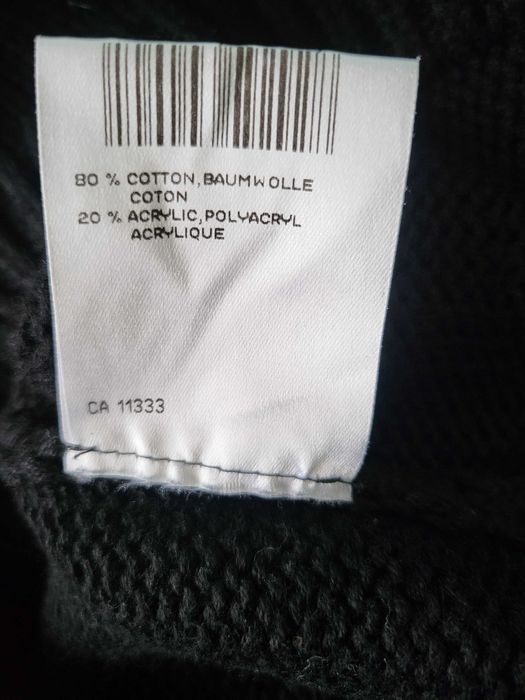 80 % COTTON,BAUMWOLLE
COTON
20 % ACRYLIC,POLYACRYL
ACRYLIQUE
CA 11333